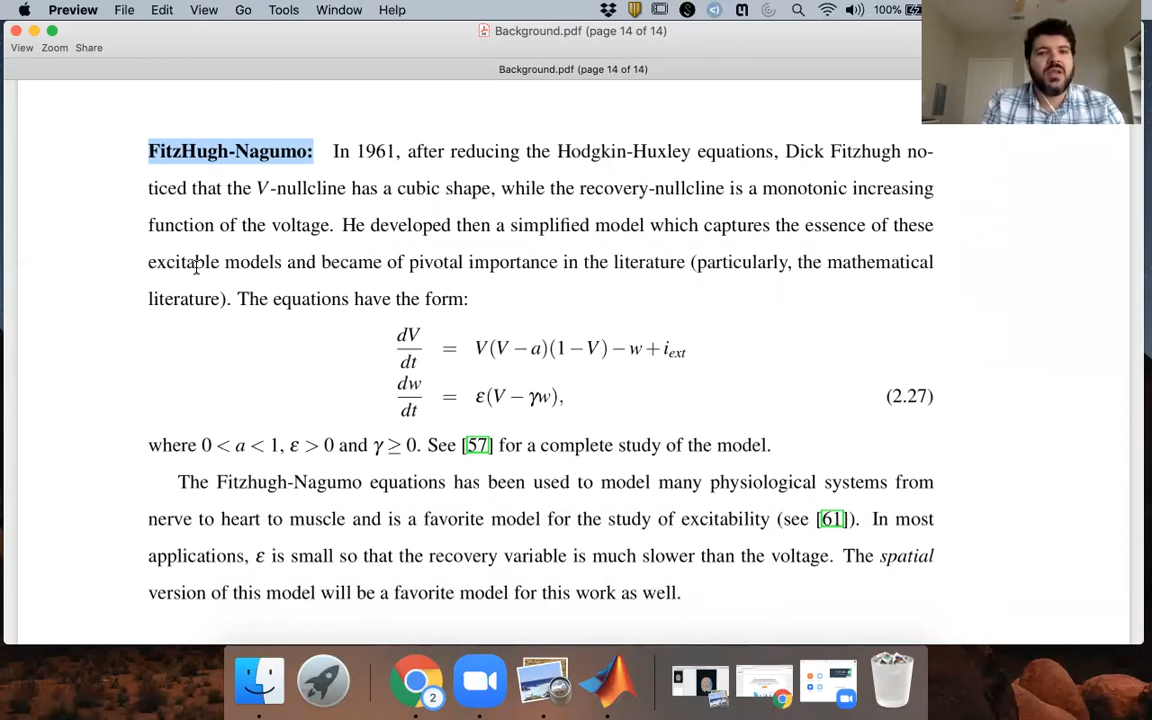 Preview File Edit View Go Tools Window Help 100%
Background.pdf (page 14 of 14)
View Zoom Share
Background.pdf (page 14 of 14)
FitzHugh-Nagumo: In 1961, after reducing the Hodgkin-Huxley equations, Dick Fitzhugh no-
ticed that the V-nullcline has a cubic shape, while the recovery-nullcline is a monotonic increasing
function of the voltage. He developed then a simplified model which captures the essence of these
excitable models and became of pivotal importance in the literature (particularly, the mathematical
literature). The equations have the form:
dV/dt = V(V − a)(1 − V) − w + i_ext
dw/dt = ε(V − γw), (2.27)
where 0 < a < 1, ε > 0 and γ ≥ 0. See [57] for a complete study of the model.
The Fitzhugh-Nagumo equations has been used to model many physiological systems from
nerve to heart to muscle and is a favorite model for the study of excitability (see [61]). In most
applications, ε is small so that the recovery variable is much slower than the voltage. The spatial
version of this model will be a favorite model for this work as well.
2